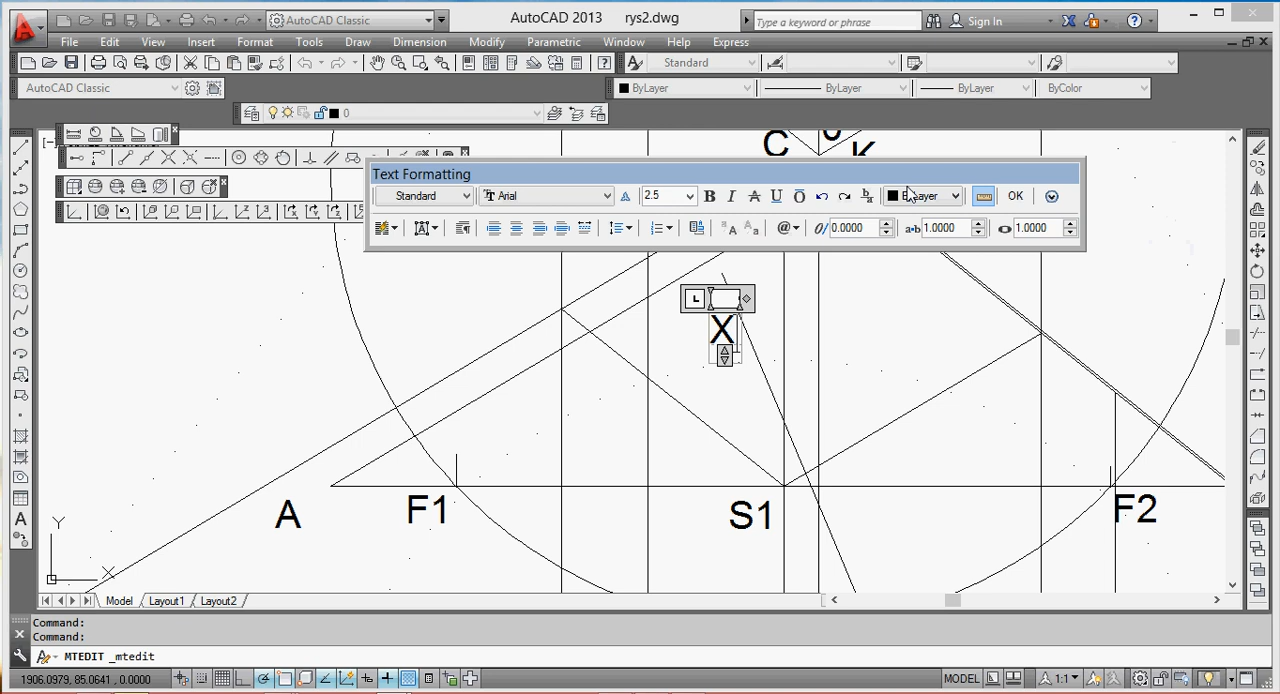 AutoCAD Classic
AutoCAD 2013 rys2.dwg
Type a keyword or phrase
Sign In
File Edit View Insert Format Tools Draw Dimension Modify Parametric Window Help Express
Standard
AutoCAD Classic
ByLayer ByLayer ByLayer ByColor
0
C
K
Text Formatting
Standard Arial 2.5 B I A U O OK
@ 0/ 0.0000 a•b 1.0000 1.0000
L
X
A F1 S1 F2
Y
X
Model Layout1 Layout2
Command:
Command:
MTEDIT _mtedit
1906.0979, 85.0641, 0.0000 MODEL 1:1